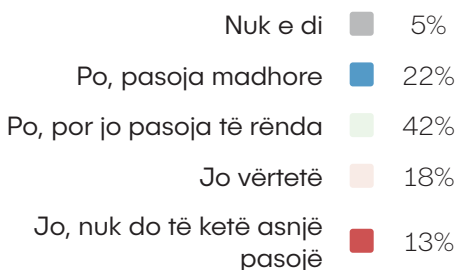 Nuk e di 5%
Po, pasoja madhore 22%
Po, por jo pasoja të rënda 42%
Jo vërtetë 18%
Jo, nuk do të ketë asnjë
pasojë 13%